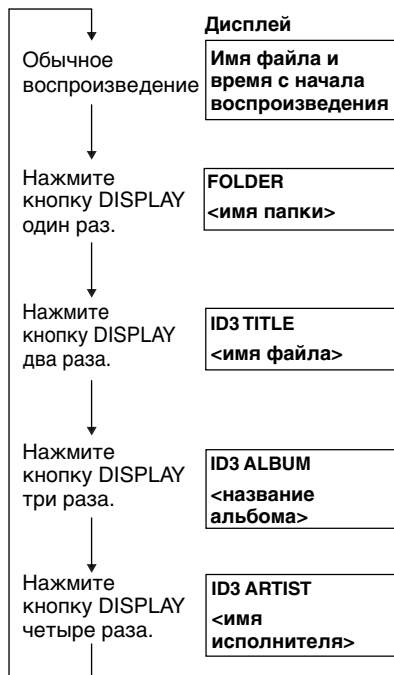 Дисплей
Обычное
воспроизведение
Имя файла и
время с начала
воспроизведения
Нажмите
кнопку DISPLAY
один раз.
FOLDER
<имя папки>
Нажмите
кнопку DISPLAY
два раза.
ID3 TITLE
<имя файла>
Нажмите
кнопку DISPLAY
три раза.
ID3 ALBUM
<название
альбома>
Нажмите
кнопку DISPLAY
четыре раза.
ID3 ARTIST
<имя
исполнителя>